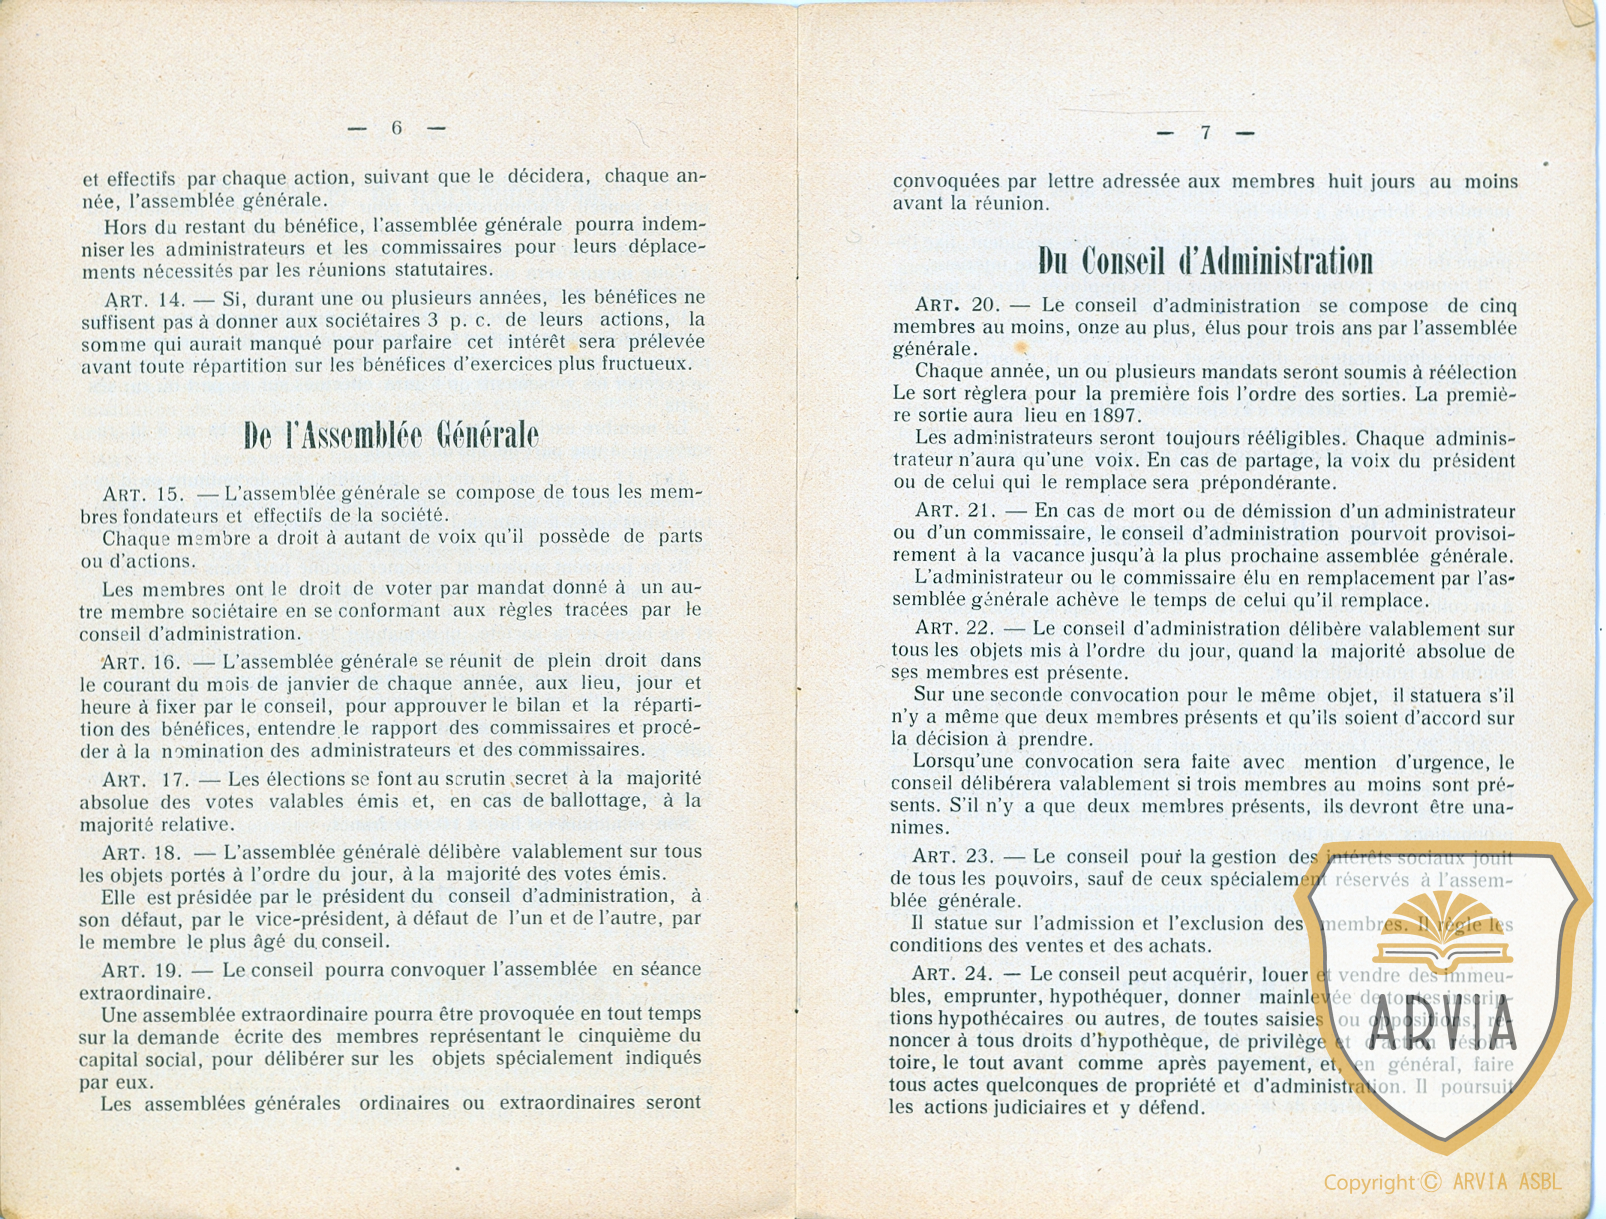 — 6 —
et effectifs par chaque action, suivant que le décidera, chaque an-
née, l'assemblée générale.
Hors du restant du bénéfice, l'assemblée générale pourra indem-
niser les administrateurs et les commissaires pour leurs déplace-
ments nécessités par les réunions statutaires.
ART. 14. — Si, durant une ou plusieurs années, les bénéfices ne
suffisent pas à donner aux sociétaires 3 p. c. de leurs actions, la
somme qui aurait manqué pour parfaire cet intérêt sera prélevée
avant toute répartition sur les bénéfices d'exercices plus fructueux.
De l'Assemblée Générale
ART. 15. — L'assemblée générale se compose de tous les mem-
bres fondateurs et effectifs de la société.
Chaque membre a droit à autant de voix qu'il possède de parts
ou d'actions.
Les membres ont le droit de voter par mandat donné à un au-
tre membre sociétaire en se conformant aux règles tracées par le
conseil d'administration.
ART. 16. — L'assemblée générale se réunit de plein droit dans
le courant du mois de janvier de chaque année, aux lieu, jour et
heure à fixer par le conseil, pour approuver le bilan et la réparti-
tion des bénéfices, entendre le rapport des commissaires et procé-
der à la nomination des administrateurs et des commissaires.
ART. 17. — Les élections se font au scrutin secret à la majorité
absolue des votes valables émis et, en cas de ballottage, à la
majorité relative.
ART. 18. — L'assemblée générale délibère valablement sur tous
les objets portés à l'ordre du jour, à la majorité des votes émis.
Elle est présidée par le président du conseil d'administration, à
son défaut, par le vice-président, à défaut de l'un et de l'autre, par
le membre le plus âgé du conseil.
ART. 19. — Le conseil pourra convoquer l'assemblée en séance
extraordinaire.
Une assemblée extraordinaire pourra être provoquée en tout temps
sur la demande écrite des membres représentant le cinquième du
capital social, pour délibérer sur les objets spécialement indiqués
par eux.
Les assemblées générales ordinaires ou extraordinaires seront
— 7 —
convoquées par lettre adressée aux membres huit jours au moins
avant la réunion.
Du Conseil d'Administration
ART. 20. — Le conseil d'administration se compose de cinq
membres au moins, onze au plus, élus pour trois ans par l'assemblée
générale.
Chaque année, un ou plusieurs mandats seront soumis à réélection
Le sort règlera pour la première fois l'ordre des sorties. La premiè-
re sortie aura lieu en 1897.
Les administrateurs seront toujours rééligibles. Chaque adminis-
trateur n'aura qu'une voix. En cas de partage, la voix du président
ou de celui qui le remplace sera prépondérante.
ART. 21. — En cas de mort ou de démission d'un administrateur
ou d'un commissaire, le conseil d'administration pourvoit provisoi-
rement à la vacance jusqu'à la plus prochaine assemblée générale.
L'administrateur ou le commissaire élu en remplacement par l'as-
semblée générale achève le temps de celui qu'il remplace.
ART. 22. — Le conseil d'administration délibère valablement sur
tous les objets mis à l'ordre du jour, quand la majorité absolue de
ses membres est présente.
Sur une seconde convocation pour le même objet, il statuera s'il
n'y a même que deux membres présents et qu'ils soient d'accord sur
la décision à prendre.
Lorsqu'une convocation sera faite avec mention d'urgence, le
conseil délibérera valablement si trois membres au moins sont pré-
sents. S'il n'y a que deux membres présents, ils devront être una-
nimes.
ART. 23. — Le conseil pour la gestion des intérêts sociaux jouit
de tous les pouvoirs, sauf de ceux spécialement réservés à l'assem-
blée générale.
Il statue sur l'admission et l'exclusion des membres. Il règle les
conditions des ventes et des achats.
ART. 24. — Le conseil peut acquérir, louer et vendre des immeu-
bles, emprunter, hypothéquer, donner mainlevée de toutes inscrip-
tions hypothécaires ou autres, de toutes saisies ou oppositions, re-
noncer à tous droits d'hypothèque, de privilège et d'action résolu-
toire, le tout avant comme après payement, et, en général, faire
tous actes quelconques de propriété et d'administration. Il poursuit
les actions judiciaires et y défend.
ARVIA
Copyright © ARVIA ASBL